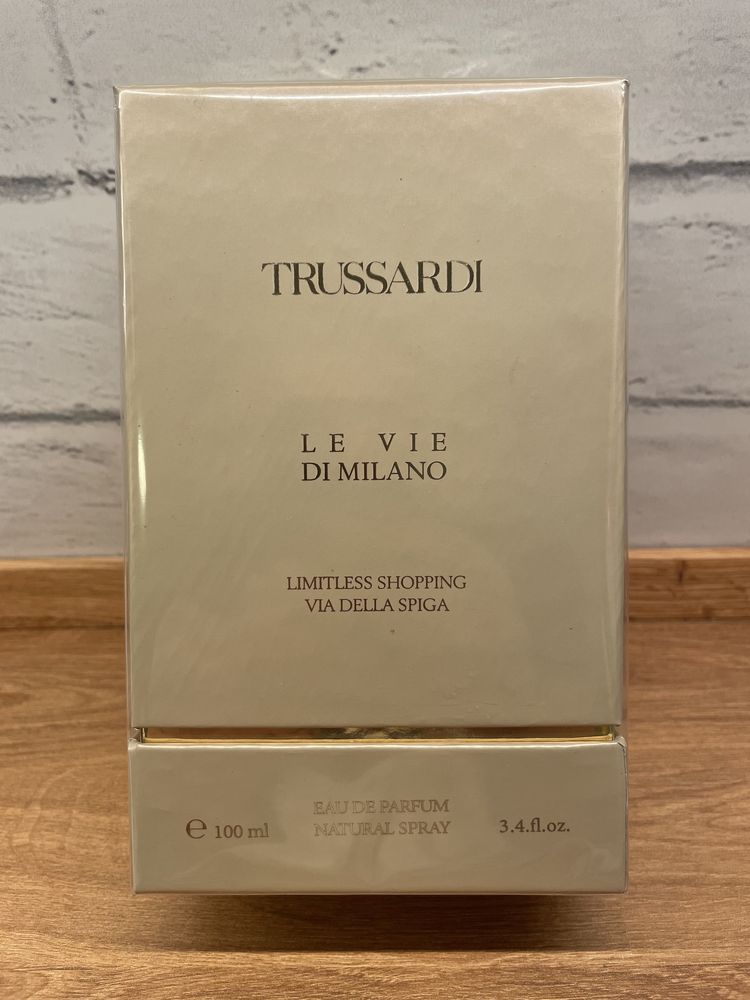 TRUSSARDI
LE VIE
DI MILANO
LIMITLESS SHOPPING
VIA DELLA SPIGA
EAU DE PARFUM
℮ 100 ml NATURAL SPRAY 3.4.fl.oz.